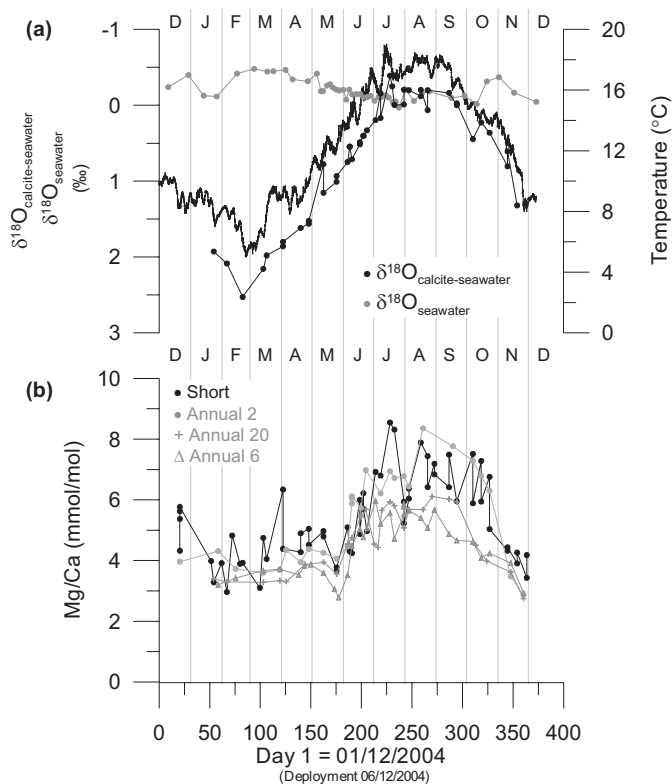 (a)
D J F M A M J J A S O N D
-1
0
1
2
3
δ18Ocalcite-seawater
δ18Oseawater
(‰)
20
16
12
8
4
0
Temperature (°C)
δ18Ocalcite-seawater
δ18Oseawater
D J F M A M J J A S O N D
(b)
10
8
6
4
2
0
Mg/Ca (mmol/mol)
Short
Annual 2
Annual 20
Annual 6
0 50 100 150 200 250 300 350 400
Day 1 = 01/12/2004
(Deployment 06/12/2004)